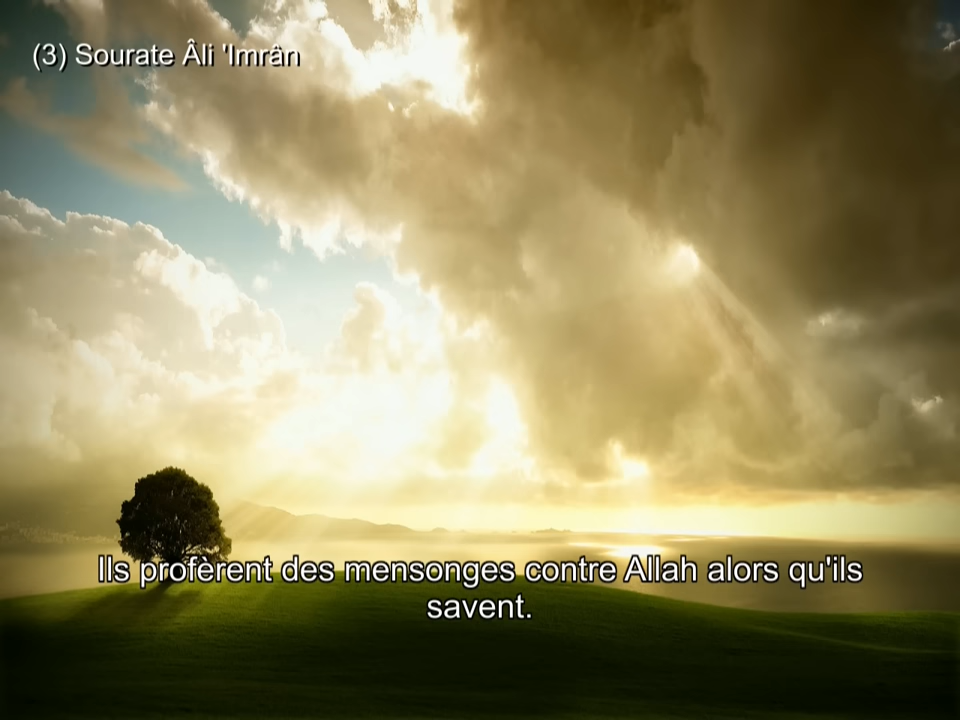 (3) Sourate Âli 'Imrân
Ils profèrent des mensonges contre Allah alors qu'ils
savent.